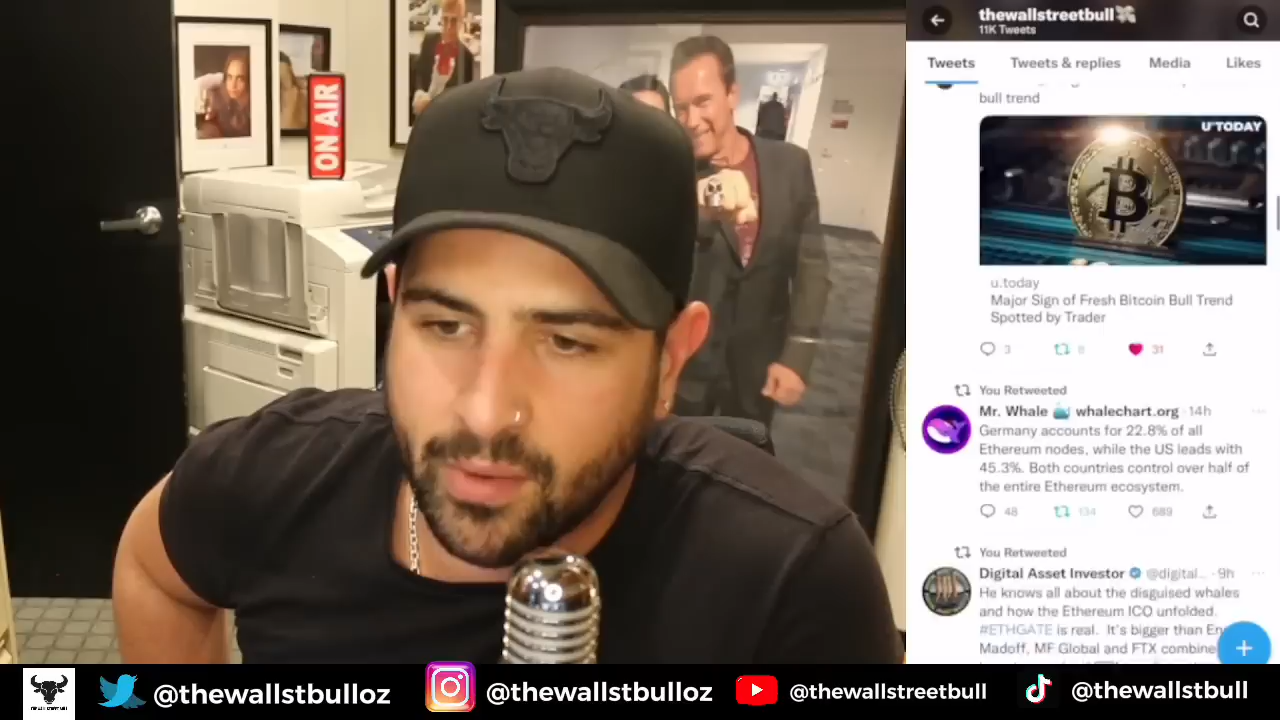 thewallstreetbull
11K Tweets
Tweets
Tweets & replies
Media
Likes
bull trend
U°TODAY
u.today
Major Sign of Fresh Bitcoin Bull Trend
Spotted by Trader
3
8
31
You Retweeted
Mr. Whale whalechart.org · 14h
Germany accounts for 22.8% of all
Ethereum nodes, while the US leads with
45.3%. Both countries control over half of
the entire Ethereum ecosystem.
48
134
689
You Retweeted
Digital Asset Investor @digital... · 9h
He knows all about the disguised whales
and how the Ethereum ICO unfolded.
#ETHGATE is real. It's bigger than
Madoff, MF Global and FTX combine
ON AIR
@thewallstbulloz
@thewallstbulloz
@thewallstreetbull
@thewallstbull